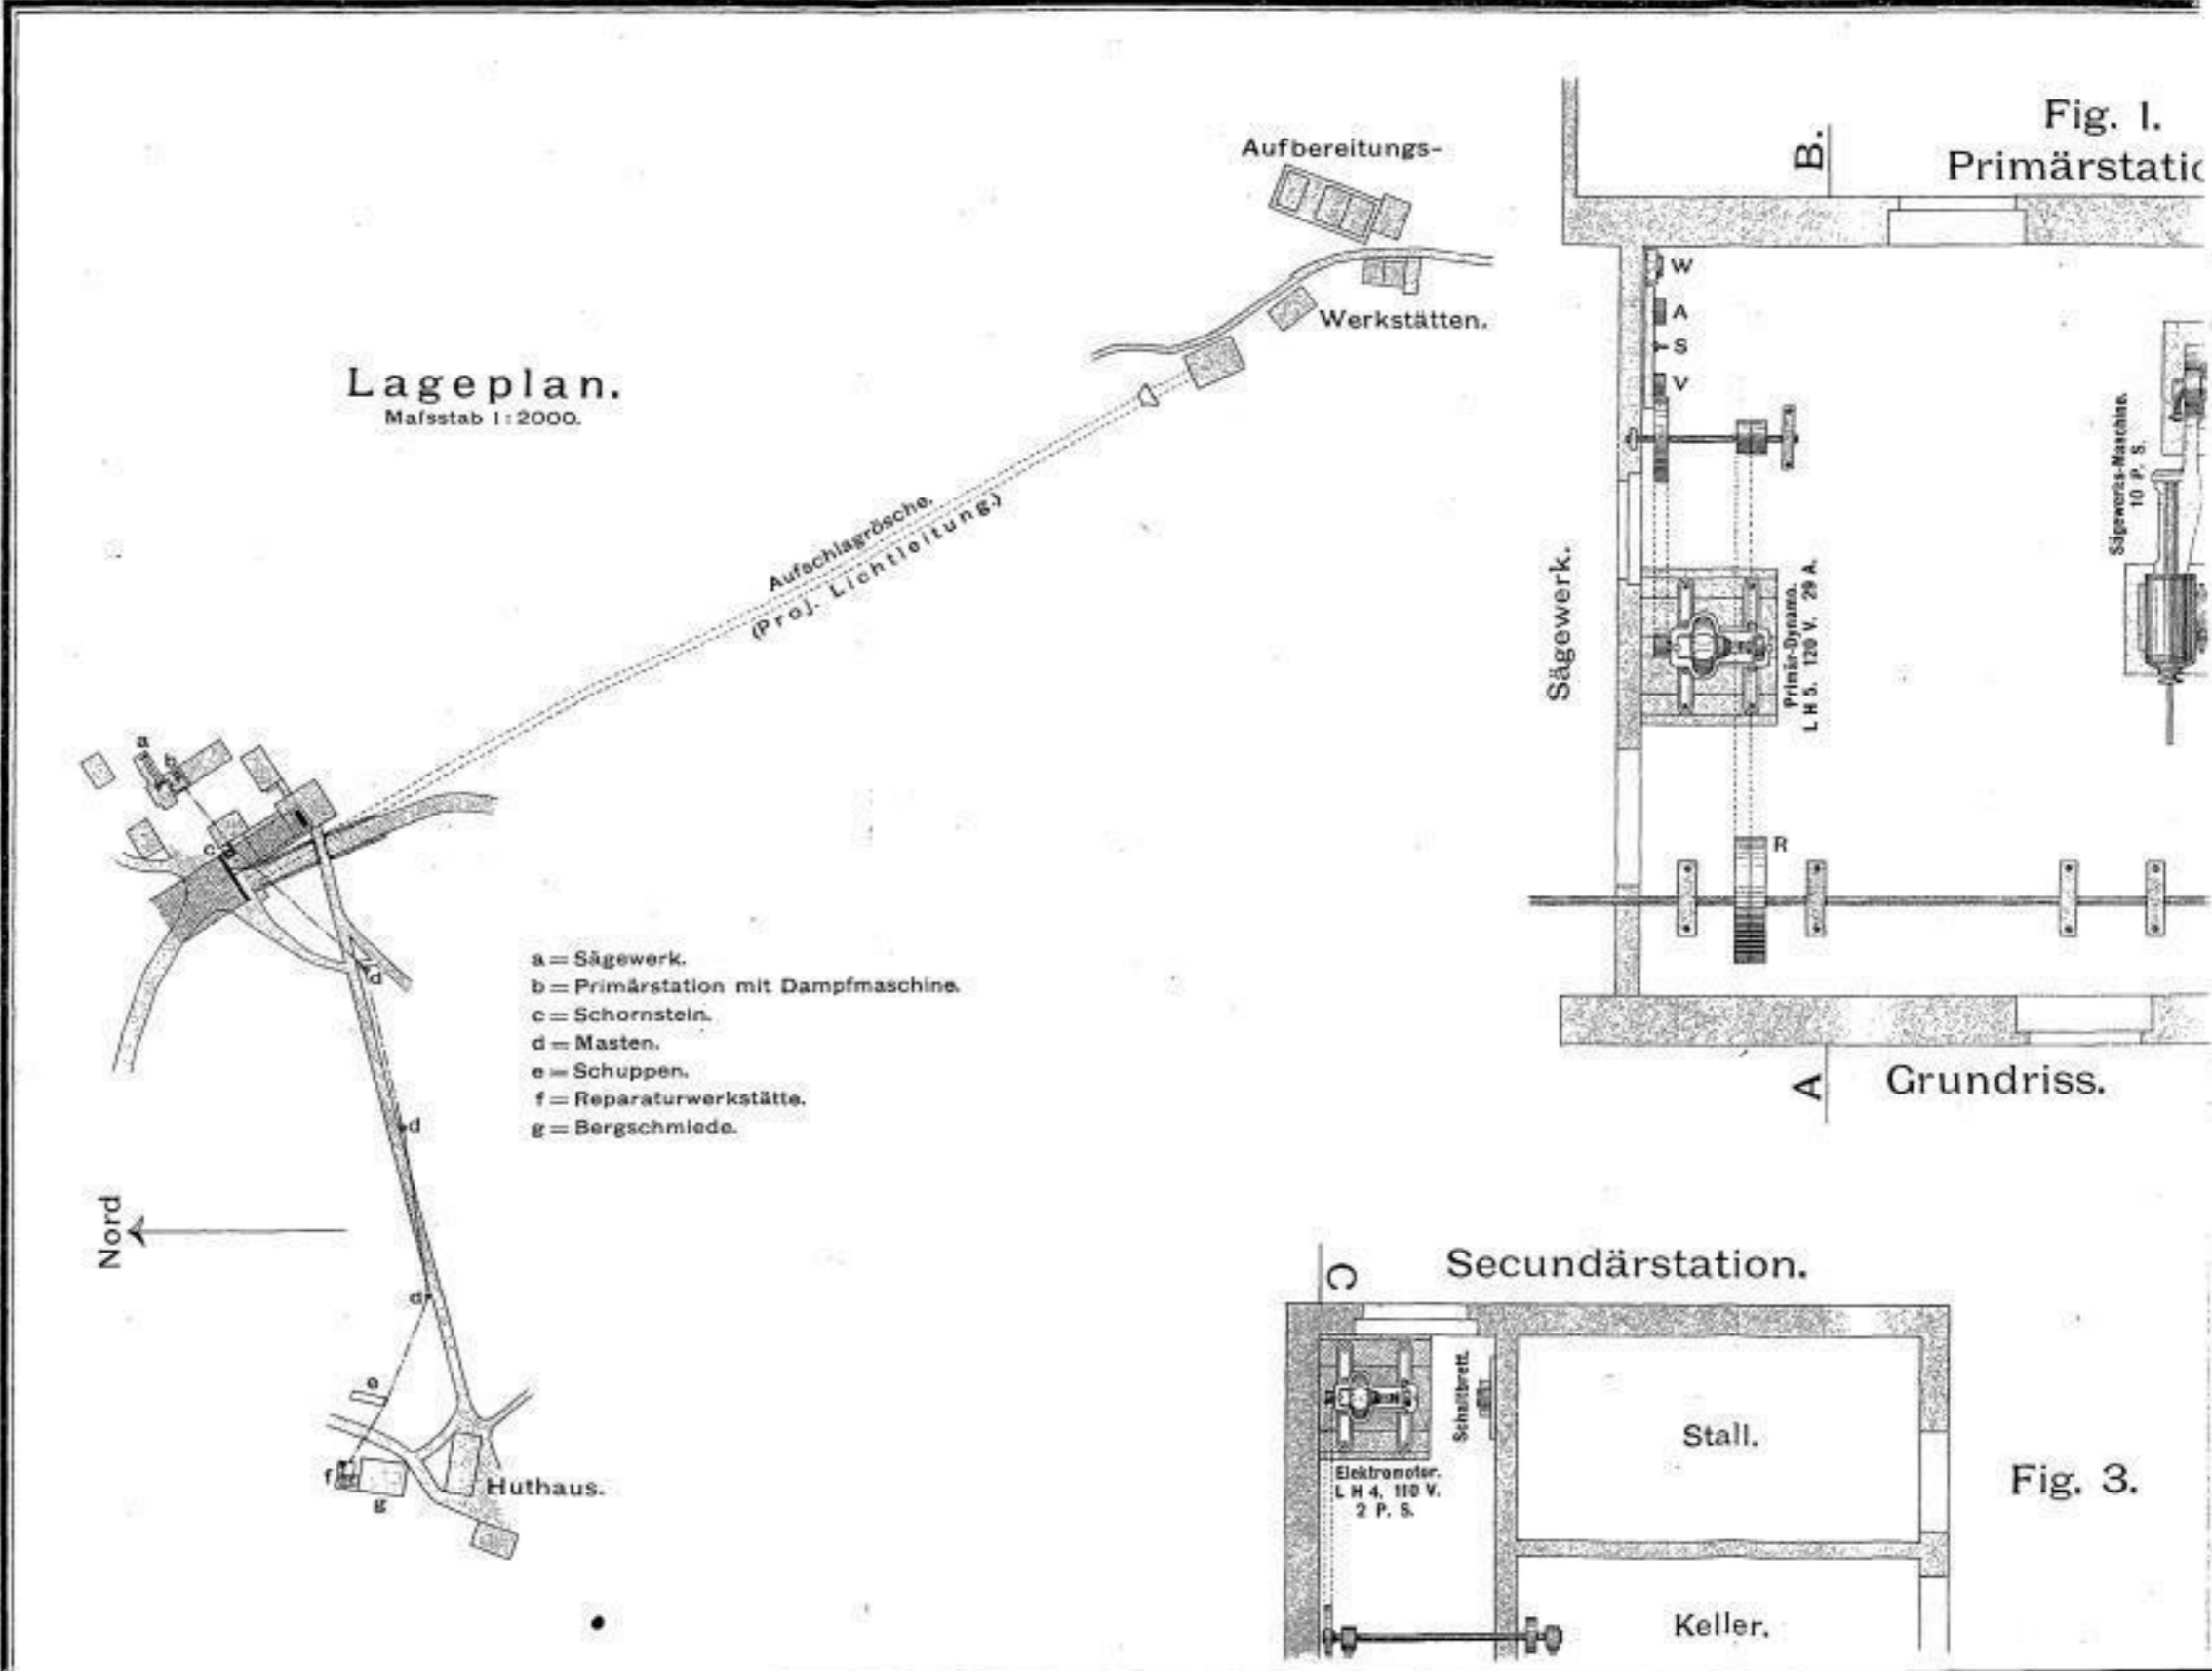 Lageplan.
Maſsstab 1:2000.
Aufbereitungs-
Werkstätten.
Aufschlagrösche.
(Proj. Lichtleitung.)
a
b
c
d
d
d
e
f
g
Huthaus.
Nord
a = Sägewerk.
b = Primärstation mit Dampfmaschine.
c = Schornstein.
d = Masten.
e = Schuppen.
f = Reparaturwerkstätte.
g = Bergschmiede.
Fig. 1.
Primärstatio
B.
W
A
S
V
Sägewerk.
Primär-Dynamo.
L H 5. 120 V. 29 A.
Sägewerks-Maschine.
10 P. S.
R
A
Grundriss.
Secundärstation.
C
Schaltbrett.
Elektromotor.
L H 4. 110 V.
2 P. S.
Stall.
Keller.
Fig. 3.